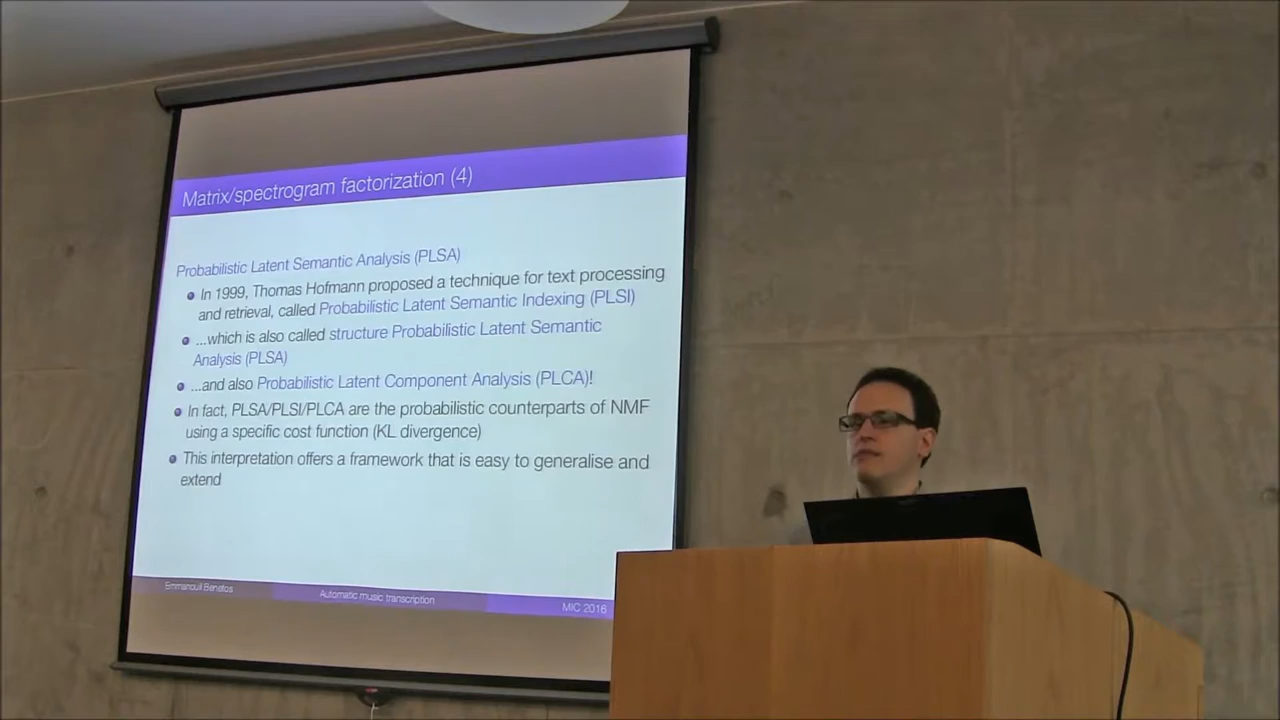 Matrix/spectrogram factorization (4)
Probabilistic Latent Semantic Analysis (PLSA)
In 1999, Thomas Hofmann proposed a technique for text processing
and retrieval, called Probabilistic Latent Semantic Indexing (PLSI)
...which is also called structure Probabilistic Latent Semantic
Analysis (PLSA)
...and also Probabilistic Latent Component Analysis (PLCA)!
In fact, PLSA/PLSI/PLCA are the probabilistic counterparts of NMF
using a specific cost function (KL divergence)
This interpretation offers a framework that is easy to generalise and
extend
Emmanouil Benetos
Automatic music transcription
MIC 2016